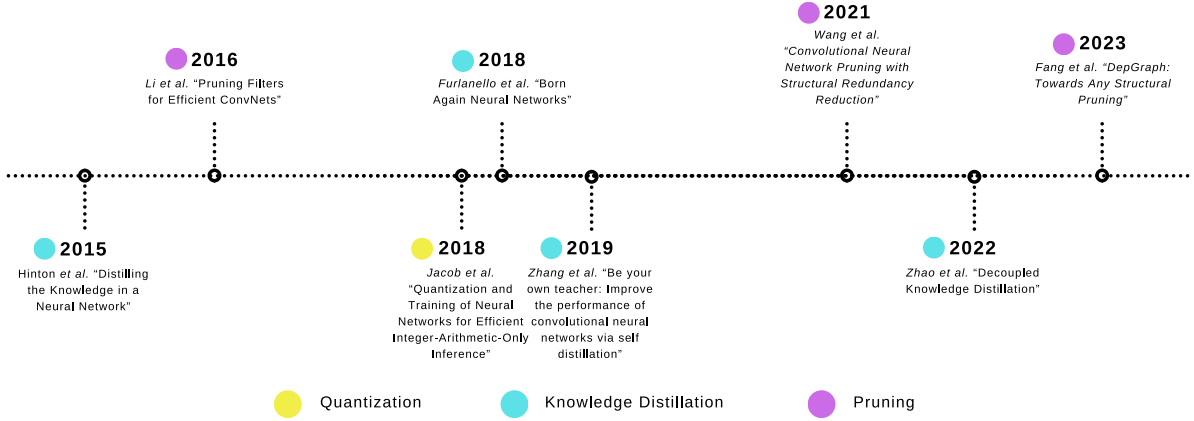 2015
Hinton et al. “Distilling
the Knowledge in a
Neural Network”
2016
Li et al. “Pruning Filters
for Efficient ConvNets”
2018
Jacob et al.
“Quantization and
Training of Neural
Networks for Efficient
Integer-Arithmetic-Only
Inference”
2018
Furlanello et al. “Born
Again Neural Networks”
2019
Zhang et al. “Be your
own teacher: Improve
the performance of
convolutional neural
networks via self
distillation”
2021
Wang et al.
“Convolutional Neural
Network Pruning with
Structural Redundancy
Reduction”
2022
Zhao et al. “Decoupled
Knowledge Distillation”
2023
Fang et al. “DepGraph:
Towards Any Structural
Pruning”
Quantization
Knowledge Distillation
Pruning